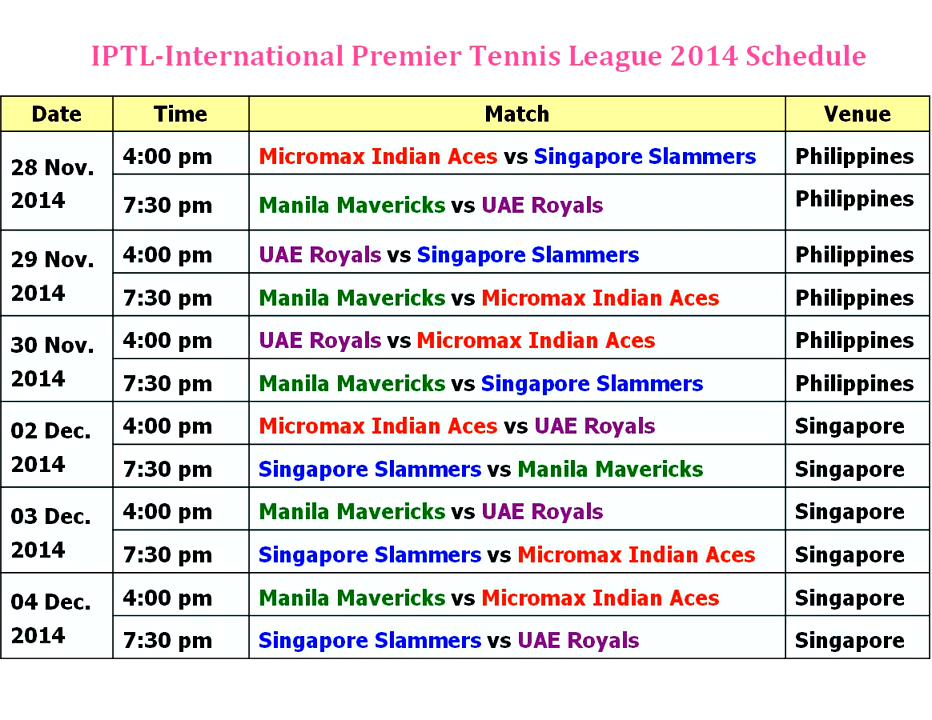 IPTL-International Premier Tennis League 2014 Schedule
Date Time Match Venue
28 Nov. 2014 4:00 pm Micromax Indian Aces vs Singapore Slammers Philippines
7:30 pm Manila Mavericks vs UAE Royals Philippines
29 Nov. 2014 4:00 pm UAE Royals vs Singapore Slammers Philippines
7:30 pm Manila Mavericks vs Micromax Indian Aces Philippines
30 Nov. 2014 4:00 pm UAE Royals vs Micromax Indian Aces Philippines
7:30 pm Manila Mavericks vs Singapore Slammers Philippines
02 Dec. 2014 4:00 pm Micromax Indian Aces vs UAE Royals Singapore
7:30 pm Singapore Slammers vs Manila Mavericks Singapore
03 Dec. 2014 4:00 pm Manila Mavericks vs UAE Royals Singapore
7:30 pm Singapore Slammers vs Micromax Indian Aces Singapore
04 Dec. 2014 4:00 pm Manila Mavericks vs Micromax Indian Aces Singapore
7:30 pm Singapore Slammers vs UAE Royals Singapore